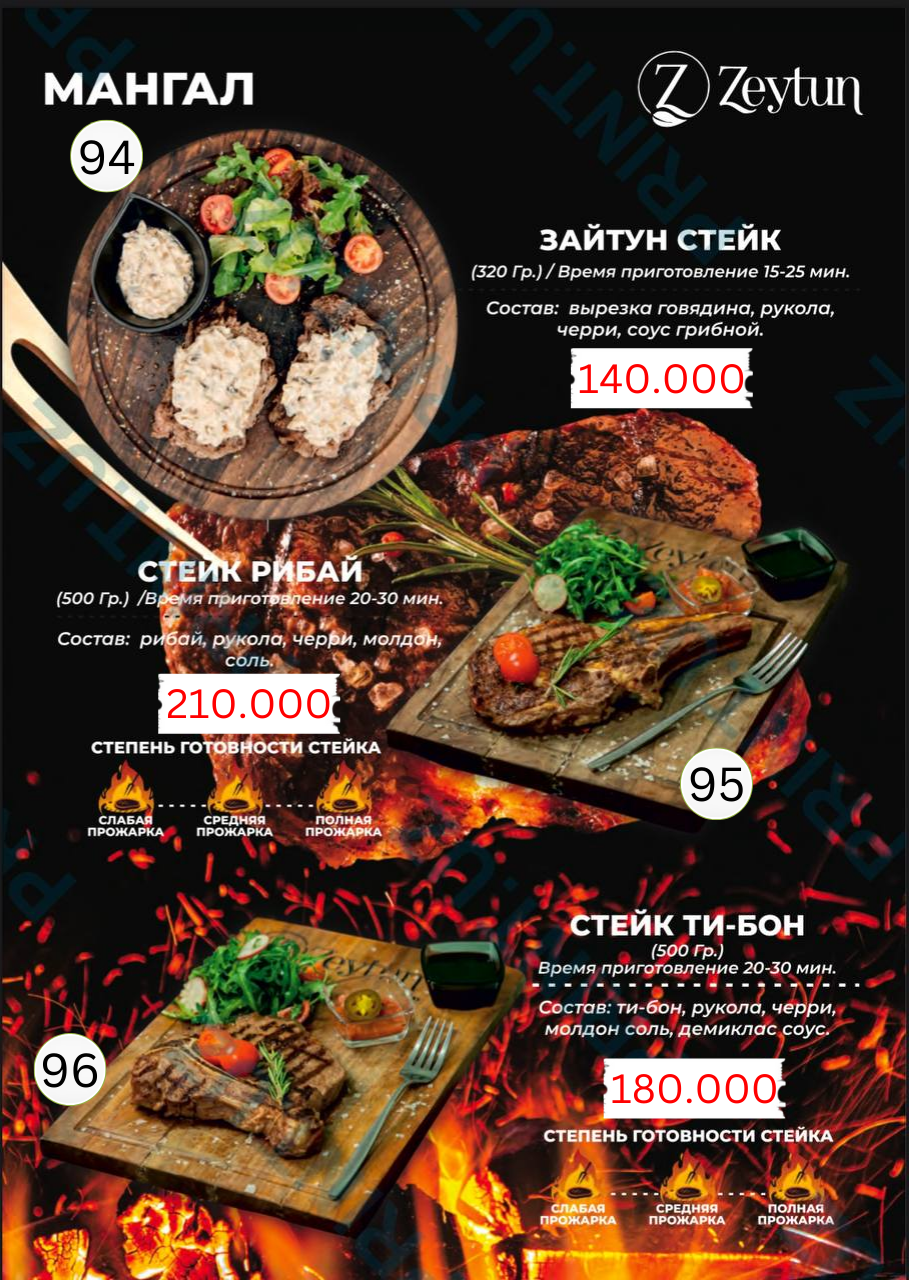 МАНГАЛ
Z Zeytun
94
ЗАЙТУН СТЕЙК
(320 Гр.) / Время приготовление 15-25 мин.
Состав: вырезка говядина, рукола,
черри, соус грибной.
140.000
СТЕЙК РИБАЙ
(500 Гр.) /Время приготовление 20-30 мин.
Состав: рибай, рукола, черри, молдон,
соль.
210.000
СТЕПЕНЬ ГОТОВНОСТИ СТЕЙКА
СЛАБАЯ
ПРОЖАРКА
СРЕДНЯЯ
ПРОЖАРКА
ПОЛНАЯ
ПРОЖАРКА
95
СТЕЙК ТИ-БОН
(500 Гр.)
Время приготовление 20-30 мин.
Состав: ти-бон, рукола, черри,
молдон соль, демиклас соус.
96
180.000
СТЕПЕНЬ ГОТОВНОСТИ СТЕЙКА
СЛАБАЯ
ПРОЖАРКА
СРЕДНЯЯ
ПРОЖАРКА
ПОЛНАЯ
ПРОЖАРКА